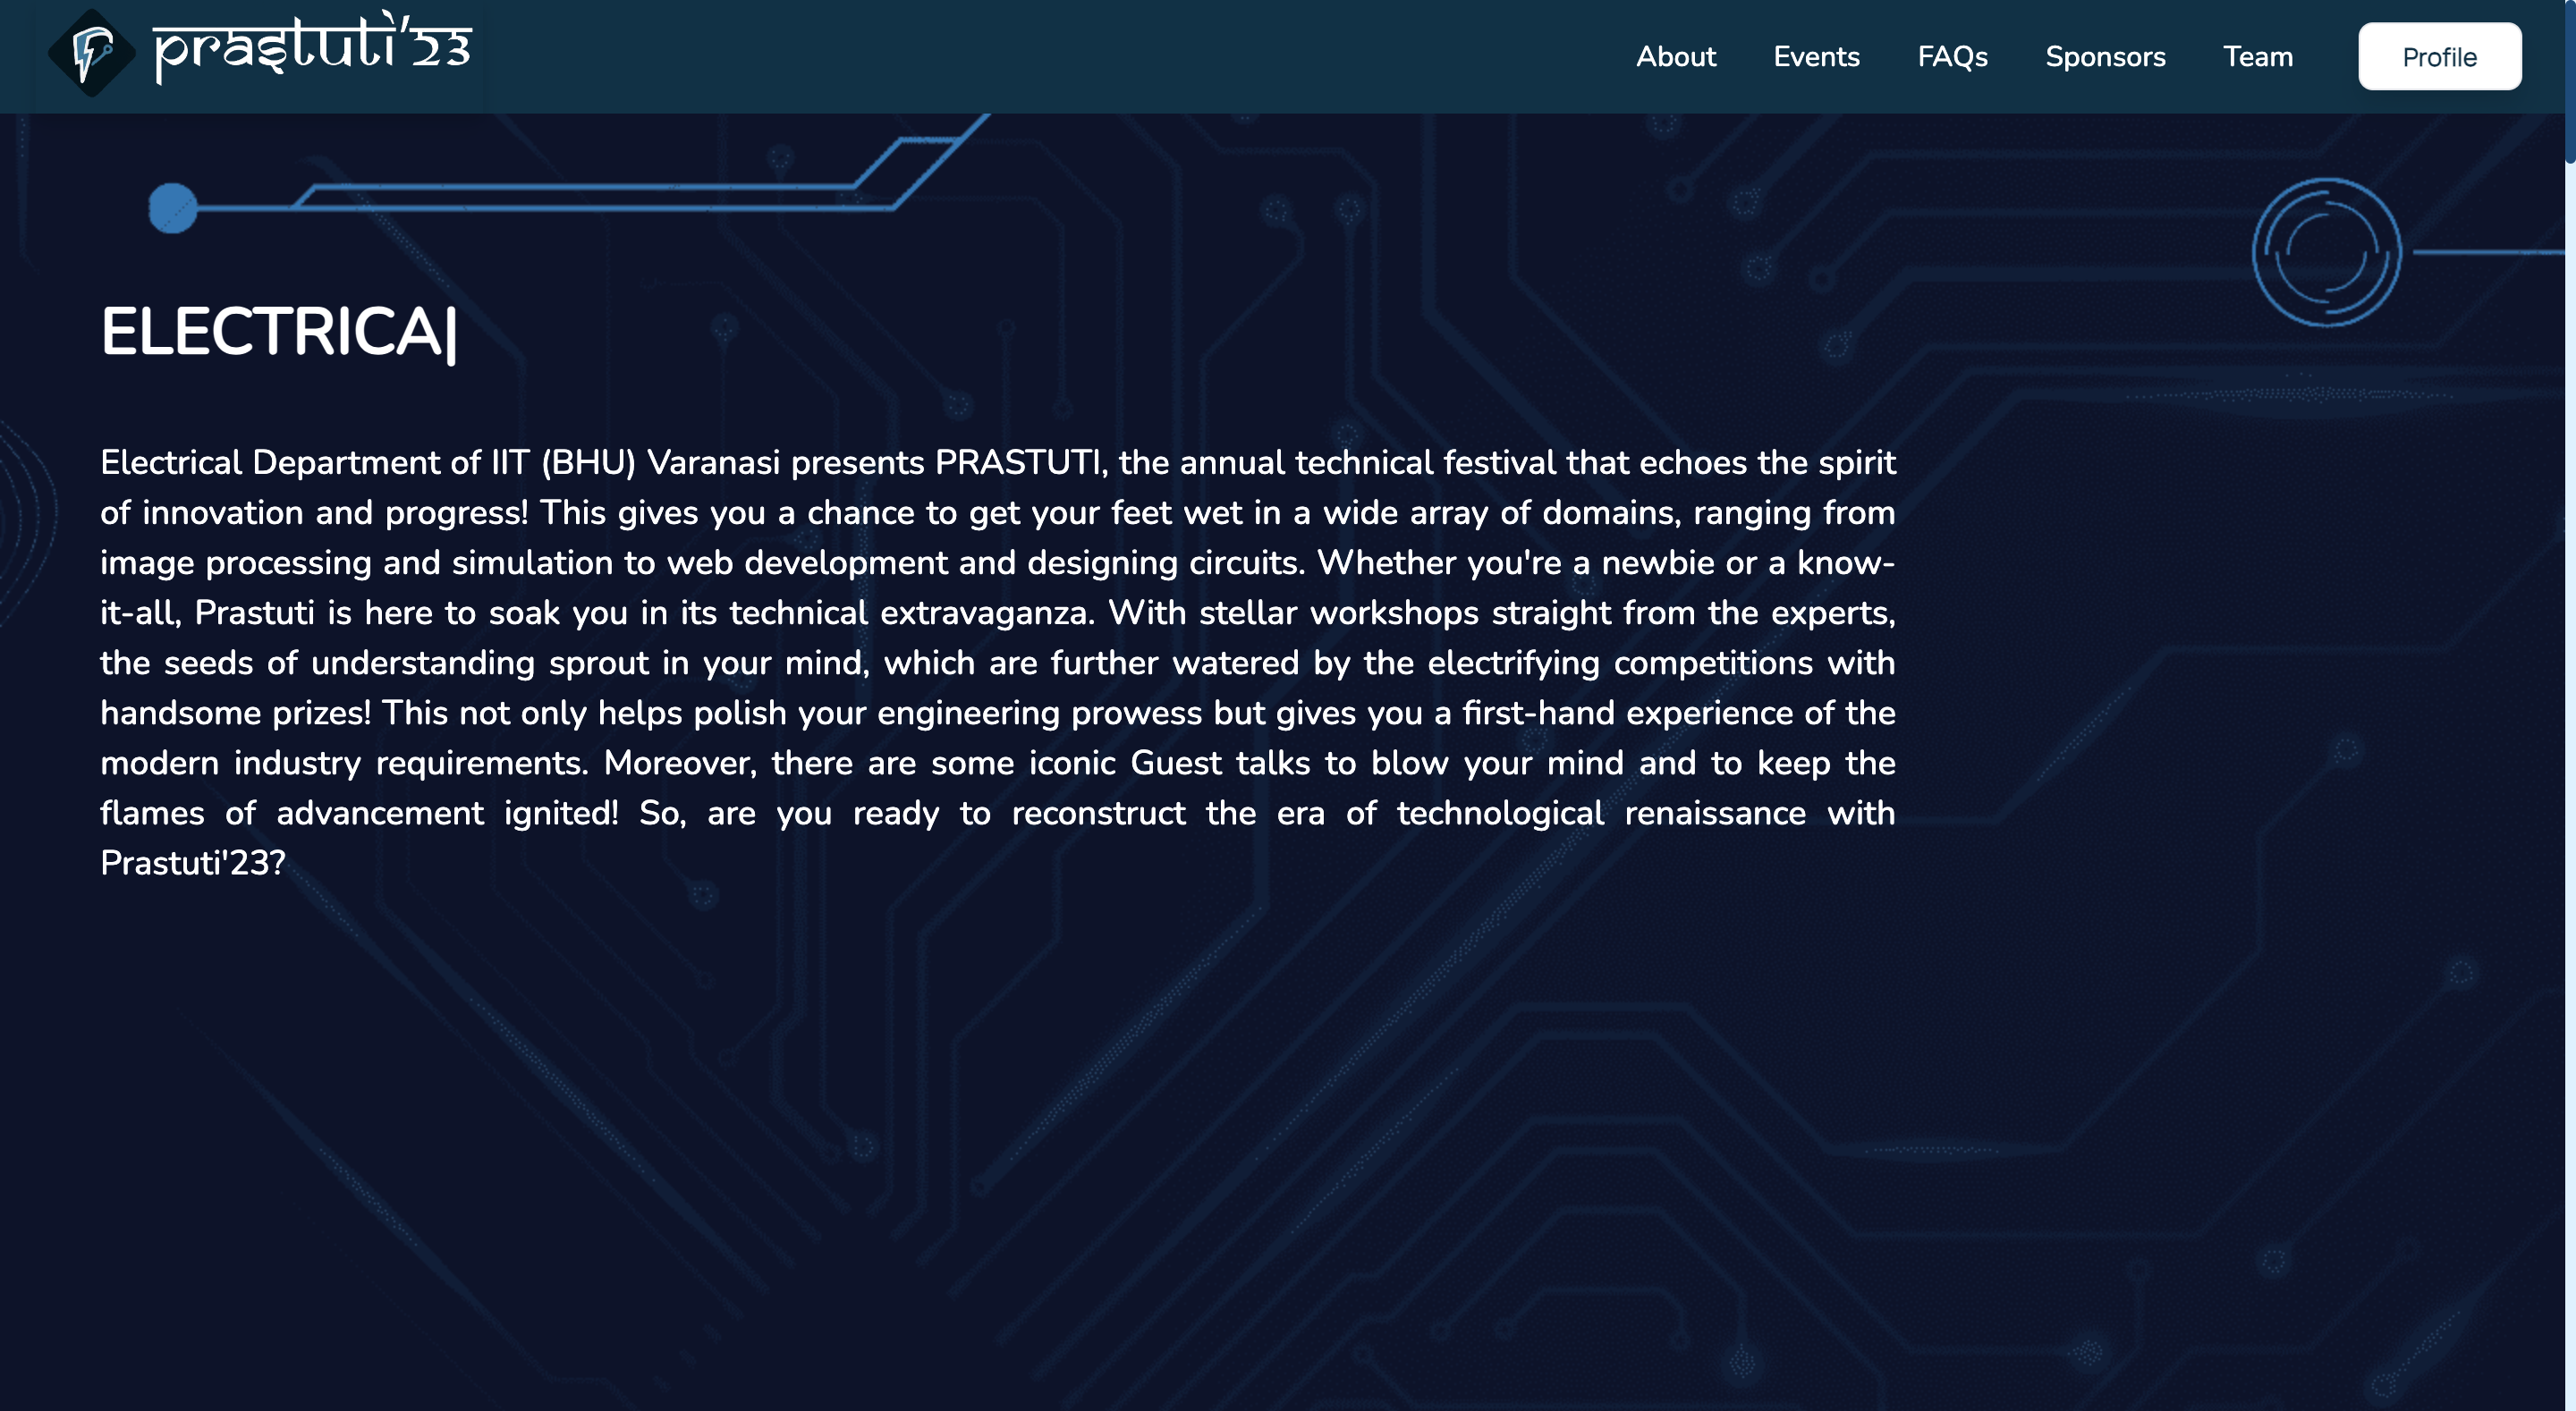 prastuti'23
About Events FAQs Sponsors Team Profile
ELECTRICA|
Electrical Department of IIT (BHU) Varanasi presents PRASTUTI, the annual technical festival that echoes the spirit
of innovation and progress! This gives you a chance to get your feet wet in a wide array of domains, ranging from
image processing and simulation to web development and designing circuits. Whether you're a newbie or a know-
it-all, Prastuti is here to soak you in its technical extravaganza. With stellar workshops straight from the experts,
the seeds of understanding sprout in your mind, which are further watered by the electrifying competitions with
handsome prizes! This not only helps polish your engineering prowess but gives you a first-hand experience of the
modern industry requirements. Moreover, there are some iconic Guest talks to blow your mind and to keep the
flames of advancement ignited! So, are you ready to reconstruct the era of technological renaissance with
Prastuti'23?